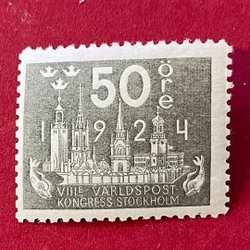 50 öre
1924
VIII<u>E</u> VÄRLDSPOST
KONGRESS STOCKHOLM